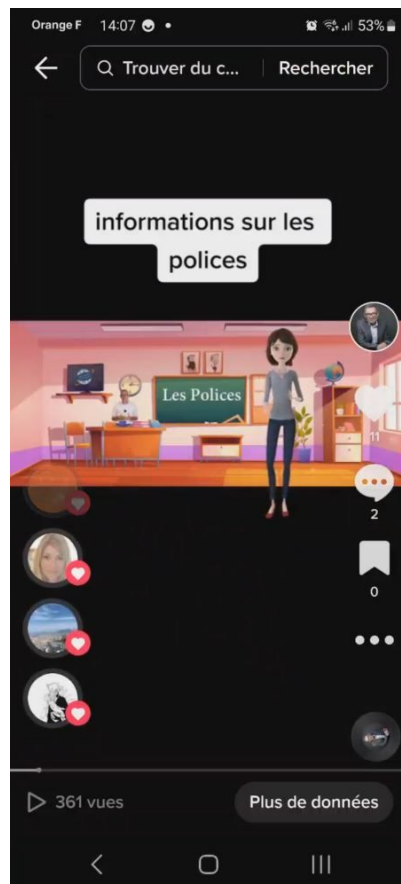 Orange F 14:07
53%
Trouver du c... Rechercher
informations sur les
polices
Les Polices
11
2
0
361 vues
Plus de données